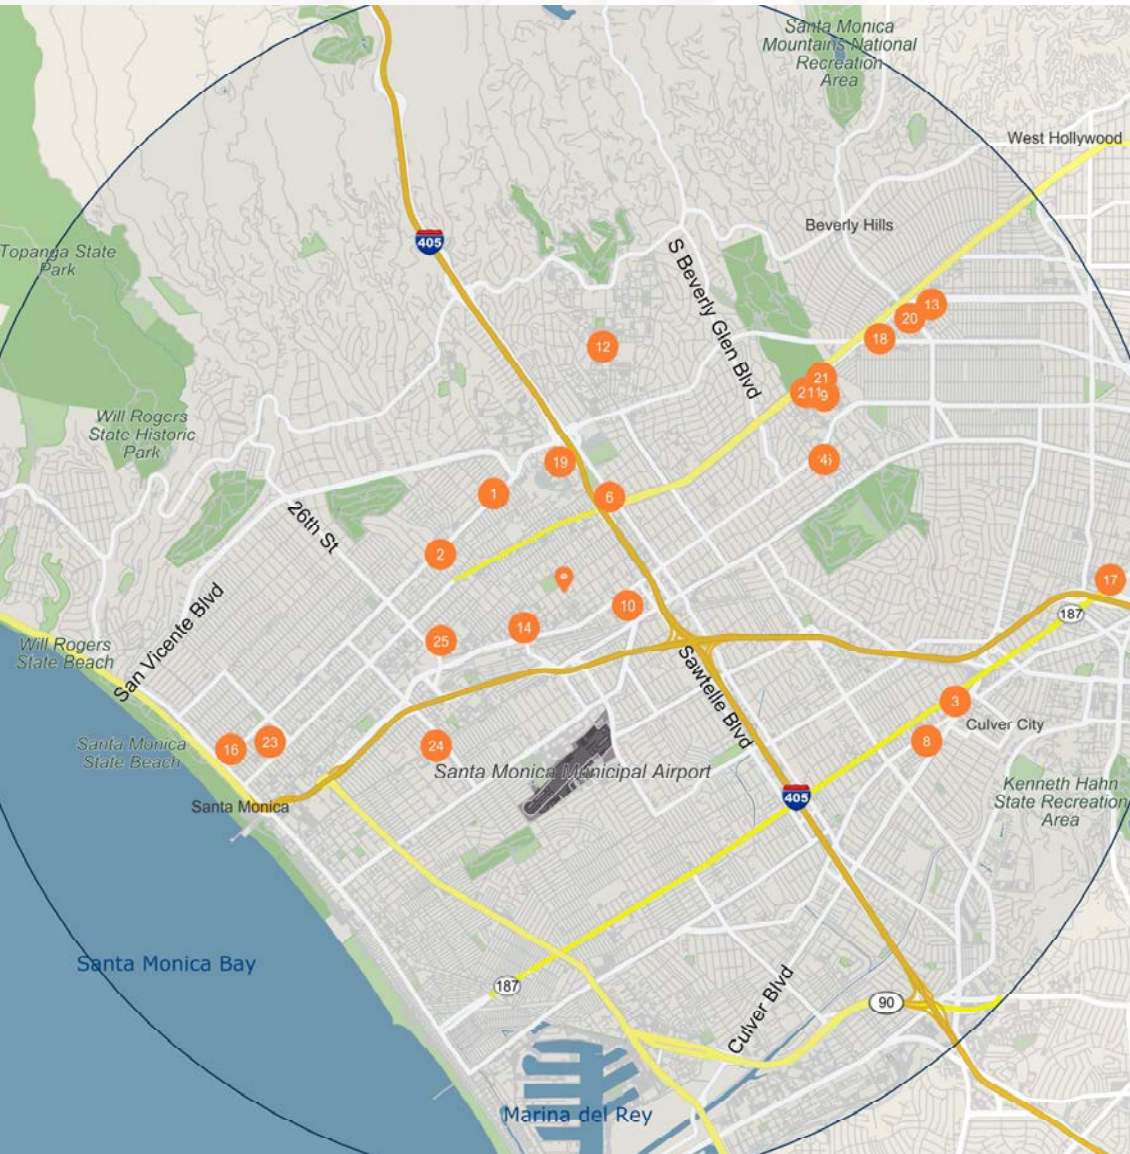 Santa Monica
Mountains National
Recreation
Area
West Hollywood
Beverly Hills
405
Topanga State
Park
S Beverly Glen Blvd
13
20
18
12
21
9
Will Rogers
State Historic
Park
19
1
6
26th St
2
17
187
10
14
25
San Vicente Blvd
Will Rogers
State Beach
Sawtelle Blvd
3
Culver City
8
16
23
24
Santa Monica
State Beach
Santa Monica Municipal Airport
Santa Monica
405
Kenneth Hahn
State Recreation
Area
Santa Monica Bay
187
90
Culver Blvd
Marina del Rey